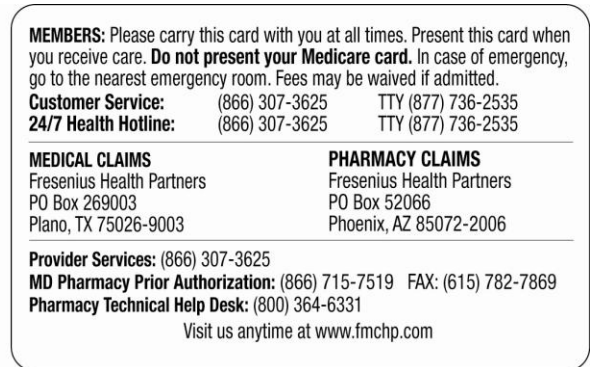 MEMBERS: Please carry this card with you at all times. Present this card when
you receive care. Do not present your Medicare card. In case of emergency,
go to the nearest emergency room. Fees may be waived if admitted.
Customer Service: (866) 307-3625 TTY (877) 736-2535
24/7 Health Hotline: (866) 307-3625 TTY (877) 736-2535
MEDICAL CLAIMS
Fresenius Health Partners
PO Box 269003
Plano, TX 75026-9003
PHARMACY CLAIMS
Fresenius Health Partners
PO Box 52066
Phoenix, AZ 85072-2006
Provider Services: (866) 307-3625
MD Pharmacy Prior Authorization: (866) 715-7519 FAX: (615) 782-7869
Pharmacy Technical Help Desk: (800) 364-6331
Visit us anytime at www.fmchp.com